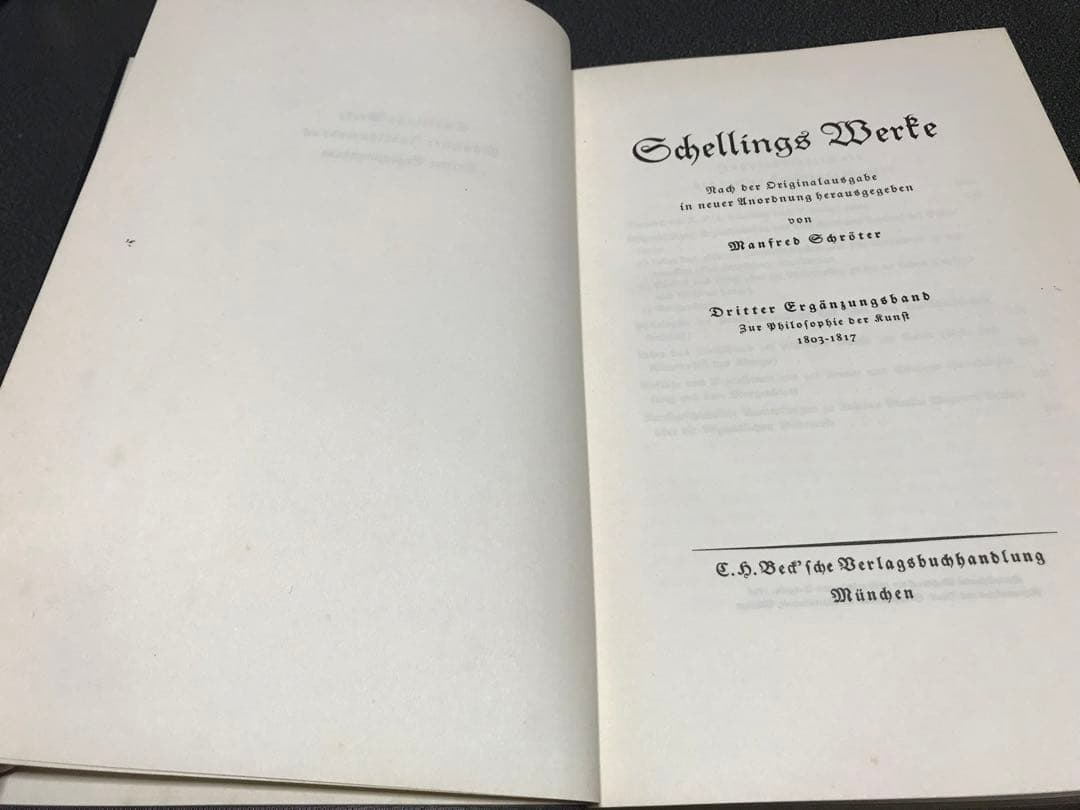 Schellings Werke
Nach der Originalausgabe
in neuer Anordnung herausgegeben
von
Manfred Schröter
Dritter Ergänzungsband
Zur Philosophie der Kunst
1803-1817
C.H.Beck'sche Verlagsbuchhandlung
München